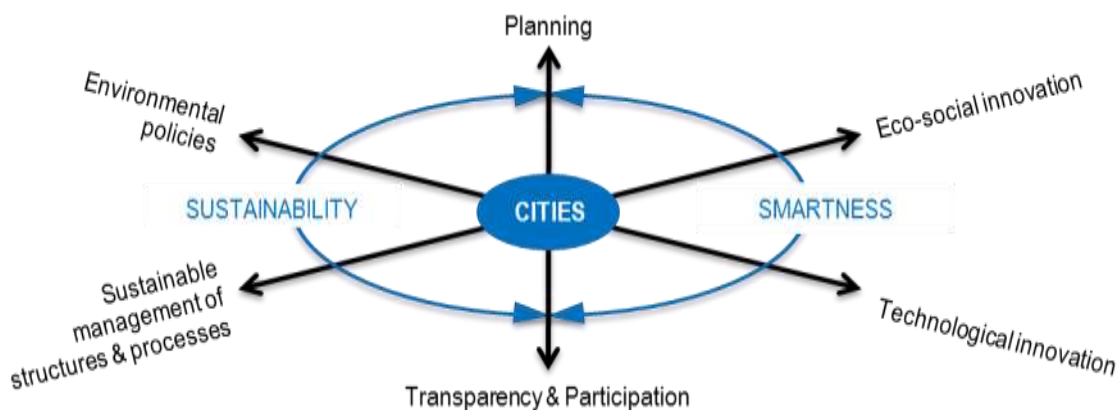 Planning
Environmental
policies
Eco-social innovation
SUSTAINABILITY
CITIES
SMARTNESS
Sustainable
management of
structures & processes
Technological innovation
Transparency & Participation